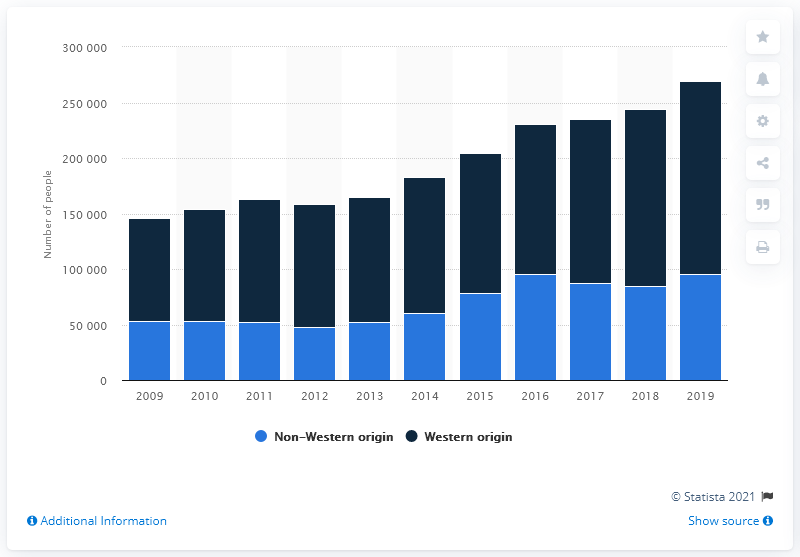 300 000
250 000
200 000
150 000
100 000
50 000
0
Number of people
2009 2010 2011 2012 2013 2014 2015 2016 2017 2018 2019
Non-Western origin Western origin
© Statista 2021
Additional Information Show source